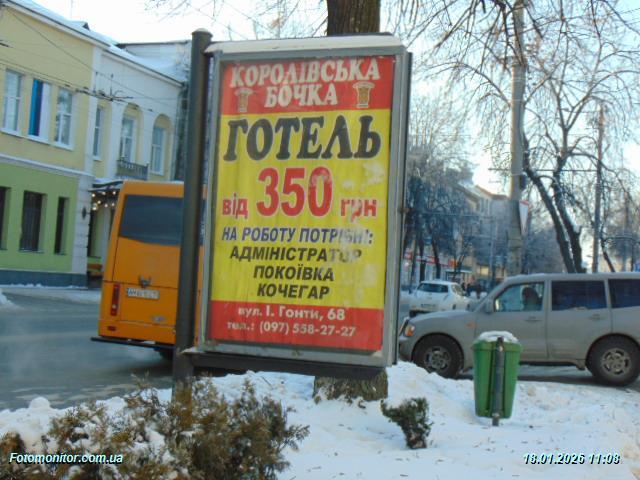 КОРОЛІВСЬКА
БОЧКА
ГОТЕЛЬ
від 350 грн
НА РОБОТУ ПОТРІБНІ:
АДМІНІСТРАТОР
ПОКОЇВКА
КОЧЕГАР
вул. І. Гонти, 68
тел.: (097) 558-27-27
Fotomonitor.com.ua
18.01.2026 11:08